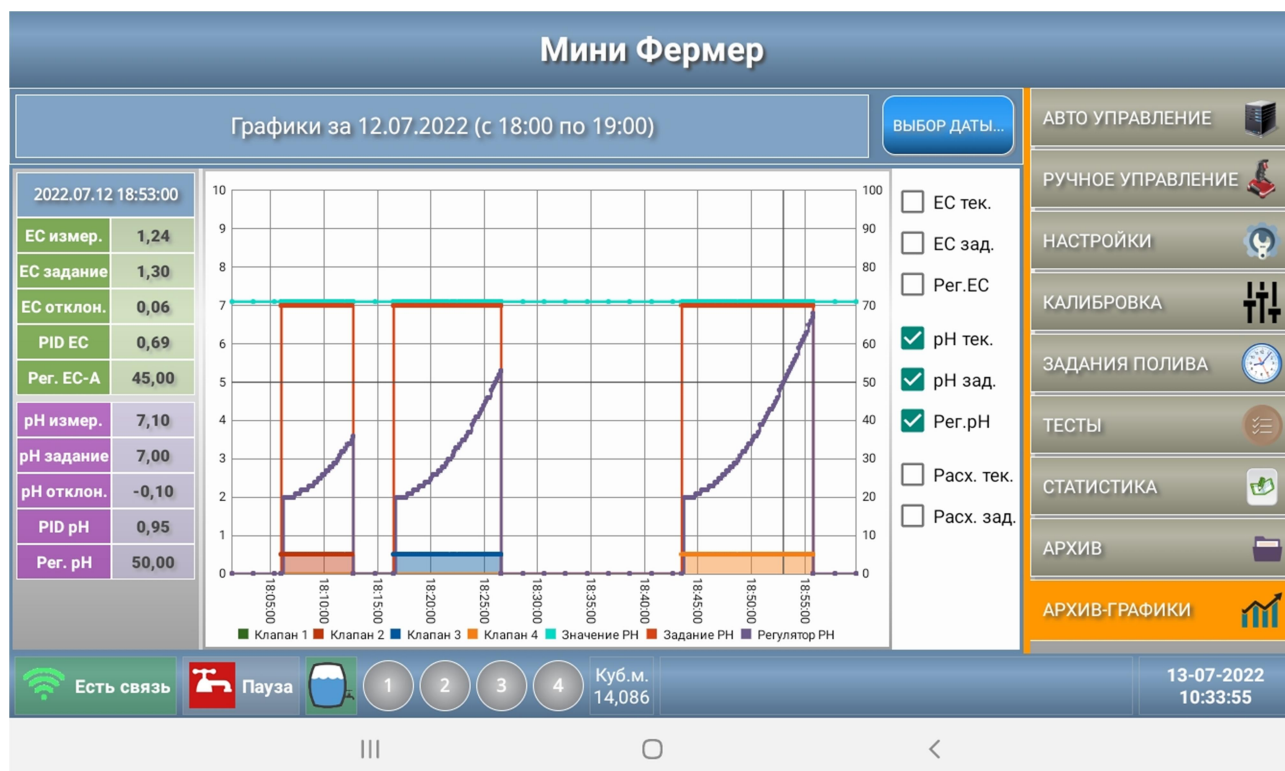 Мини Фермер
Графики за 12.07.2022 (с 18:00 по 19:00)
ВЫБОР ДАТЫ...
2022.07.12 18:53:00
EC измер. 1,24
EC задание 1,30
EC отклон. 0,06
PID EC 0,69
Рег. EC-A 45,00
pH измер. 7,10
pH задание 7,00
pH отклон. -0,10
PID pH 0,95
Рег. pH 50,00
10 100
9 90
8 80
7 70
6 60
5 50
4 40
3 30
2 20
1 10
0 0
18:05:00 18:10:00 18:15:00 18:20:00 18:25:00 18:30:00 18:35:00 18:40:00 18:45:00 18:50:00 18:55:00
Клапан 1 Клапан 2 Клапан 3 Клапан 4 Значение PH Задание PH Регулятор PH
EC тек.
EC зад.
Рег.EC
pH тек.
pH зад.
Рег.pH
Расх. тек.
Расх. зад.
АВТО УПРАВЛЕНИЕ
РУЧНОЕ УПРАВЛЕНИЕ
НАСТРОЙКИ
КАЛИБРОВКА
ЗАДАНИЯ ПОЛИВА
ТЕСТЫ
СТАТИСТИКА
АРХИВ
АРХИВ-ГРАФИКИ
Есть связь
Пауза
1 2 3 4
Куб.м.
14,086
13-07-2022
10:33:55